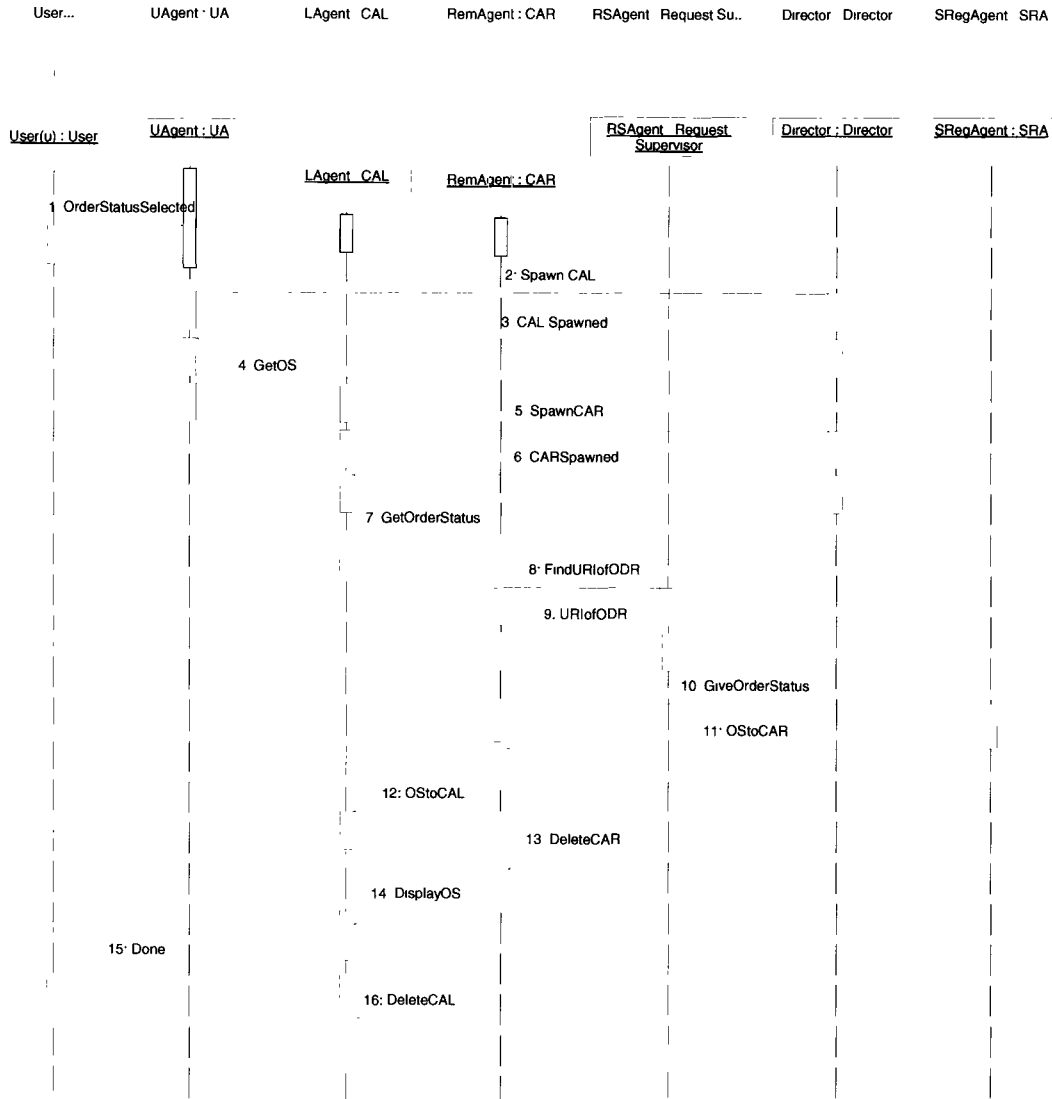 User...
UAgent · UA
LAgent CAL
RemAgent : CAR
RSAgent Request Su..
Director Director
SRegAgent SRA
User(u) : User
UAgent : UA
RSAgent Request
Supervisor
Director : Director
SRegAgent : SRA
LAgent CAL
RemAgent : CAR
1 OrderStatusSelected
2· Spawn CAL
3 CAL Spawned
4 GetOS
5 SpawnCAR
6 CARSpawned
7 GetOrderStatus
8· FindURIofODR
9. URIofODR
10 GiveOrderStatus
11· OStoCAR
12: OStoCAL
13 DeleteCAR
14 DisplayOS
15· Done
16: DeleteCAL